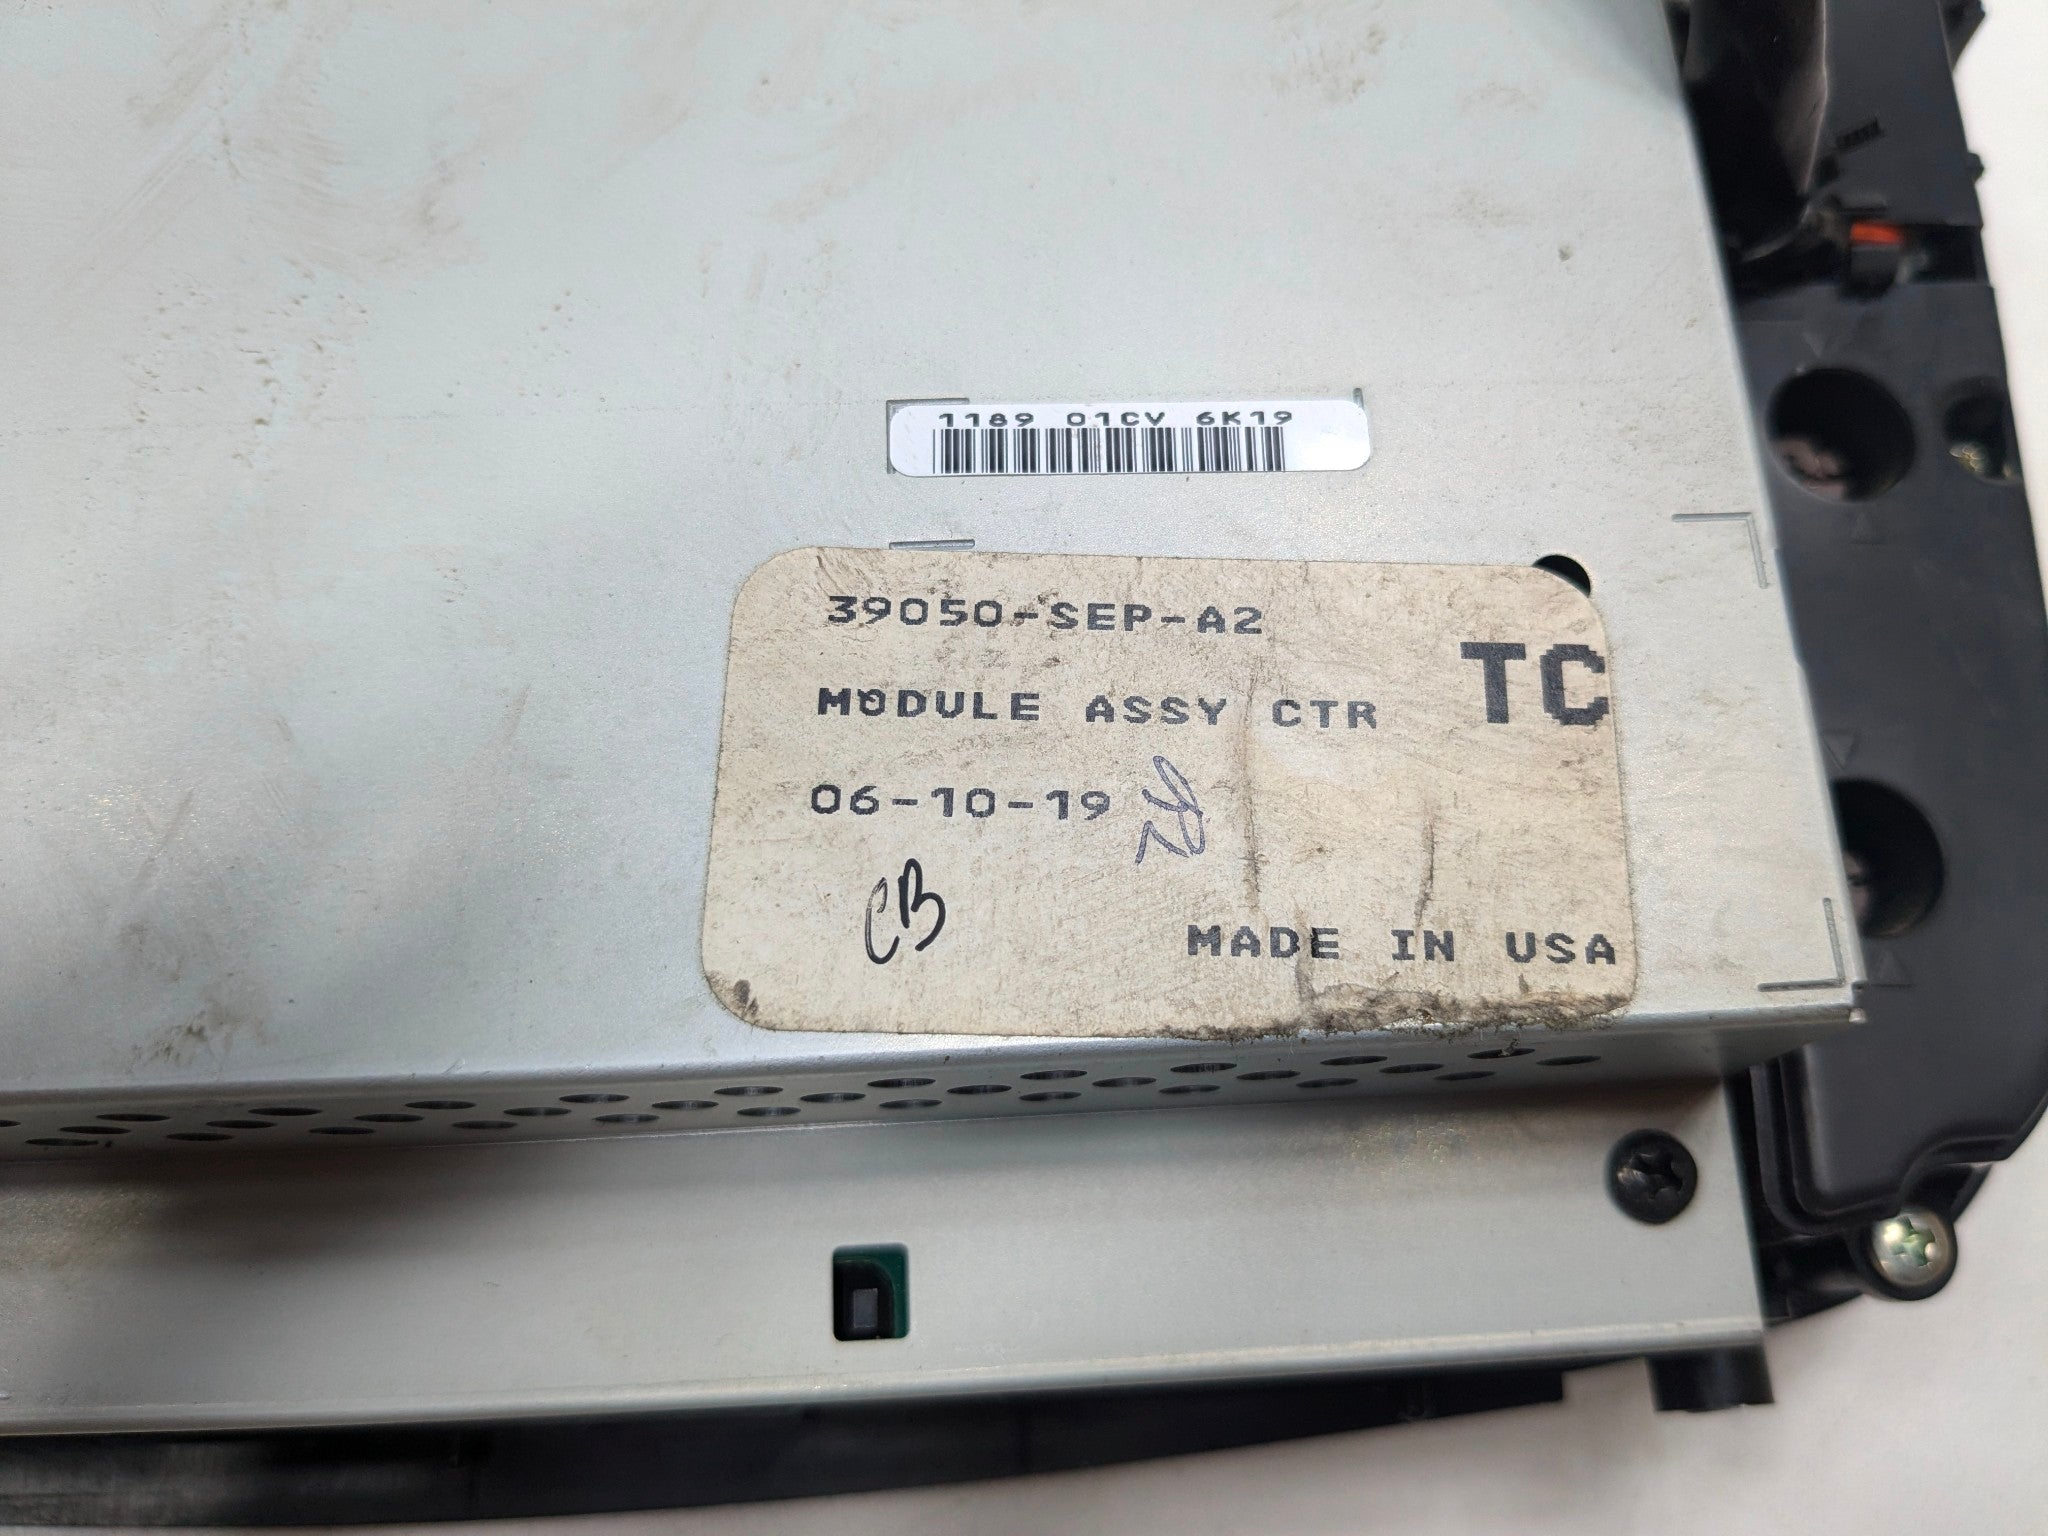 1189 01CV 6K19
39050-SEP-A2
TC
MODULE ASSY CTR
06-10-19
CB
MADE IN USA